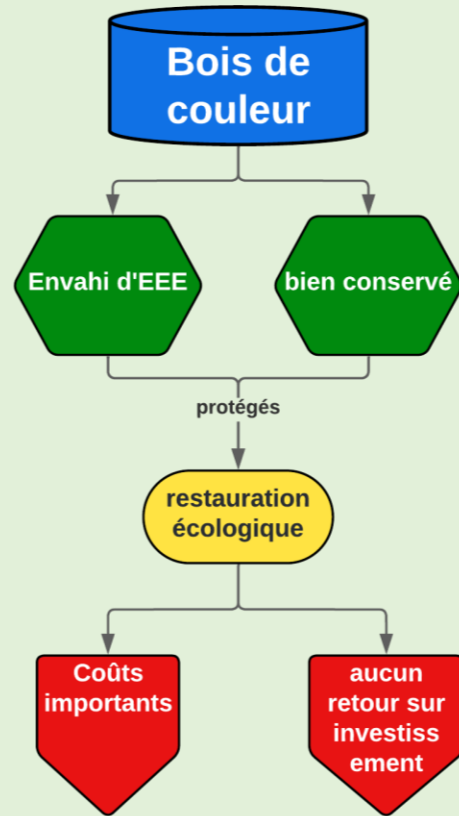 Bois de
couleur
Envahi d'EEE
bien conservé
protégés
restauration
écologique
Coûts
importants
aucun
retour sur
investiss
ement